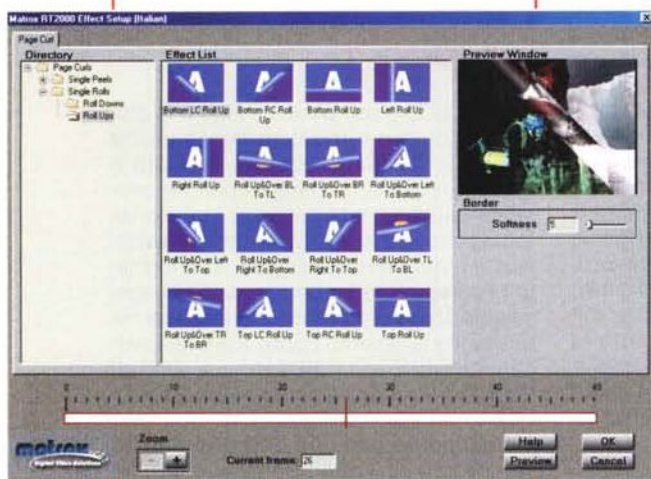 Matrox RT2000 Effect Setup (Italian)
Page Curl
Directory
Page Curls
Single Peels
Single Rolls
Roll Downs
Roll Ups
Effect List
Bottom LC Roll Up
Bottom RC Roll Up
Bottom Roll Up
Left Roll Up
Right Roll Up
Roll Up&Over BL To TL
Roll Up&Over BR To TR
Roll Up&Over Left To Bottom
Roll Up&Over Left To Top
Roll Up&Over Right To Bottom
Roll Up&Over Right To Top
Roll Up&Over TL To BL
Roll Up&Over TR To BR
Top LC Roll Up
Top RC Roll Up
Top Roll Up
Preview Window
Border
Softness 5
0 10 20 30 40
matrox
Digital Video Solutions
Zoom
- +
Current frame: 26
Help
OK
Preview
Cancel